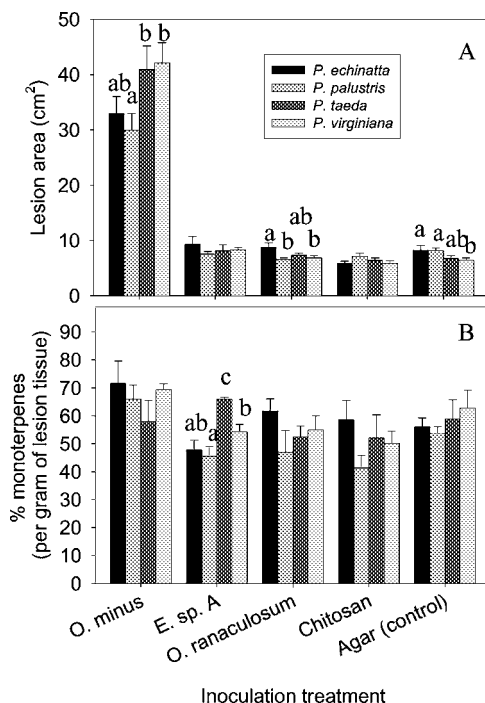 A
P. echinatta
P. palustris
P. taeda
P. virginiana
Lesion area (cm²)
50
40
30
20
10
0
ab
a
b
b
a
b
ab
b
a
a
ab
b
B
% monoterpenes
(per gram of lesion tissue)
90
80
70
60
50
40
30
20
10
0
ab
a
c
b
O. minus
E. sp. A
O. ranaculosum
Chitosan
Agar (control)
Inoculation treatment